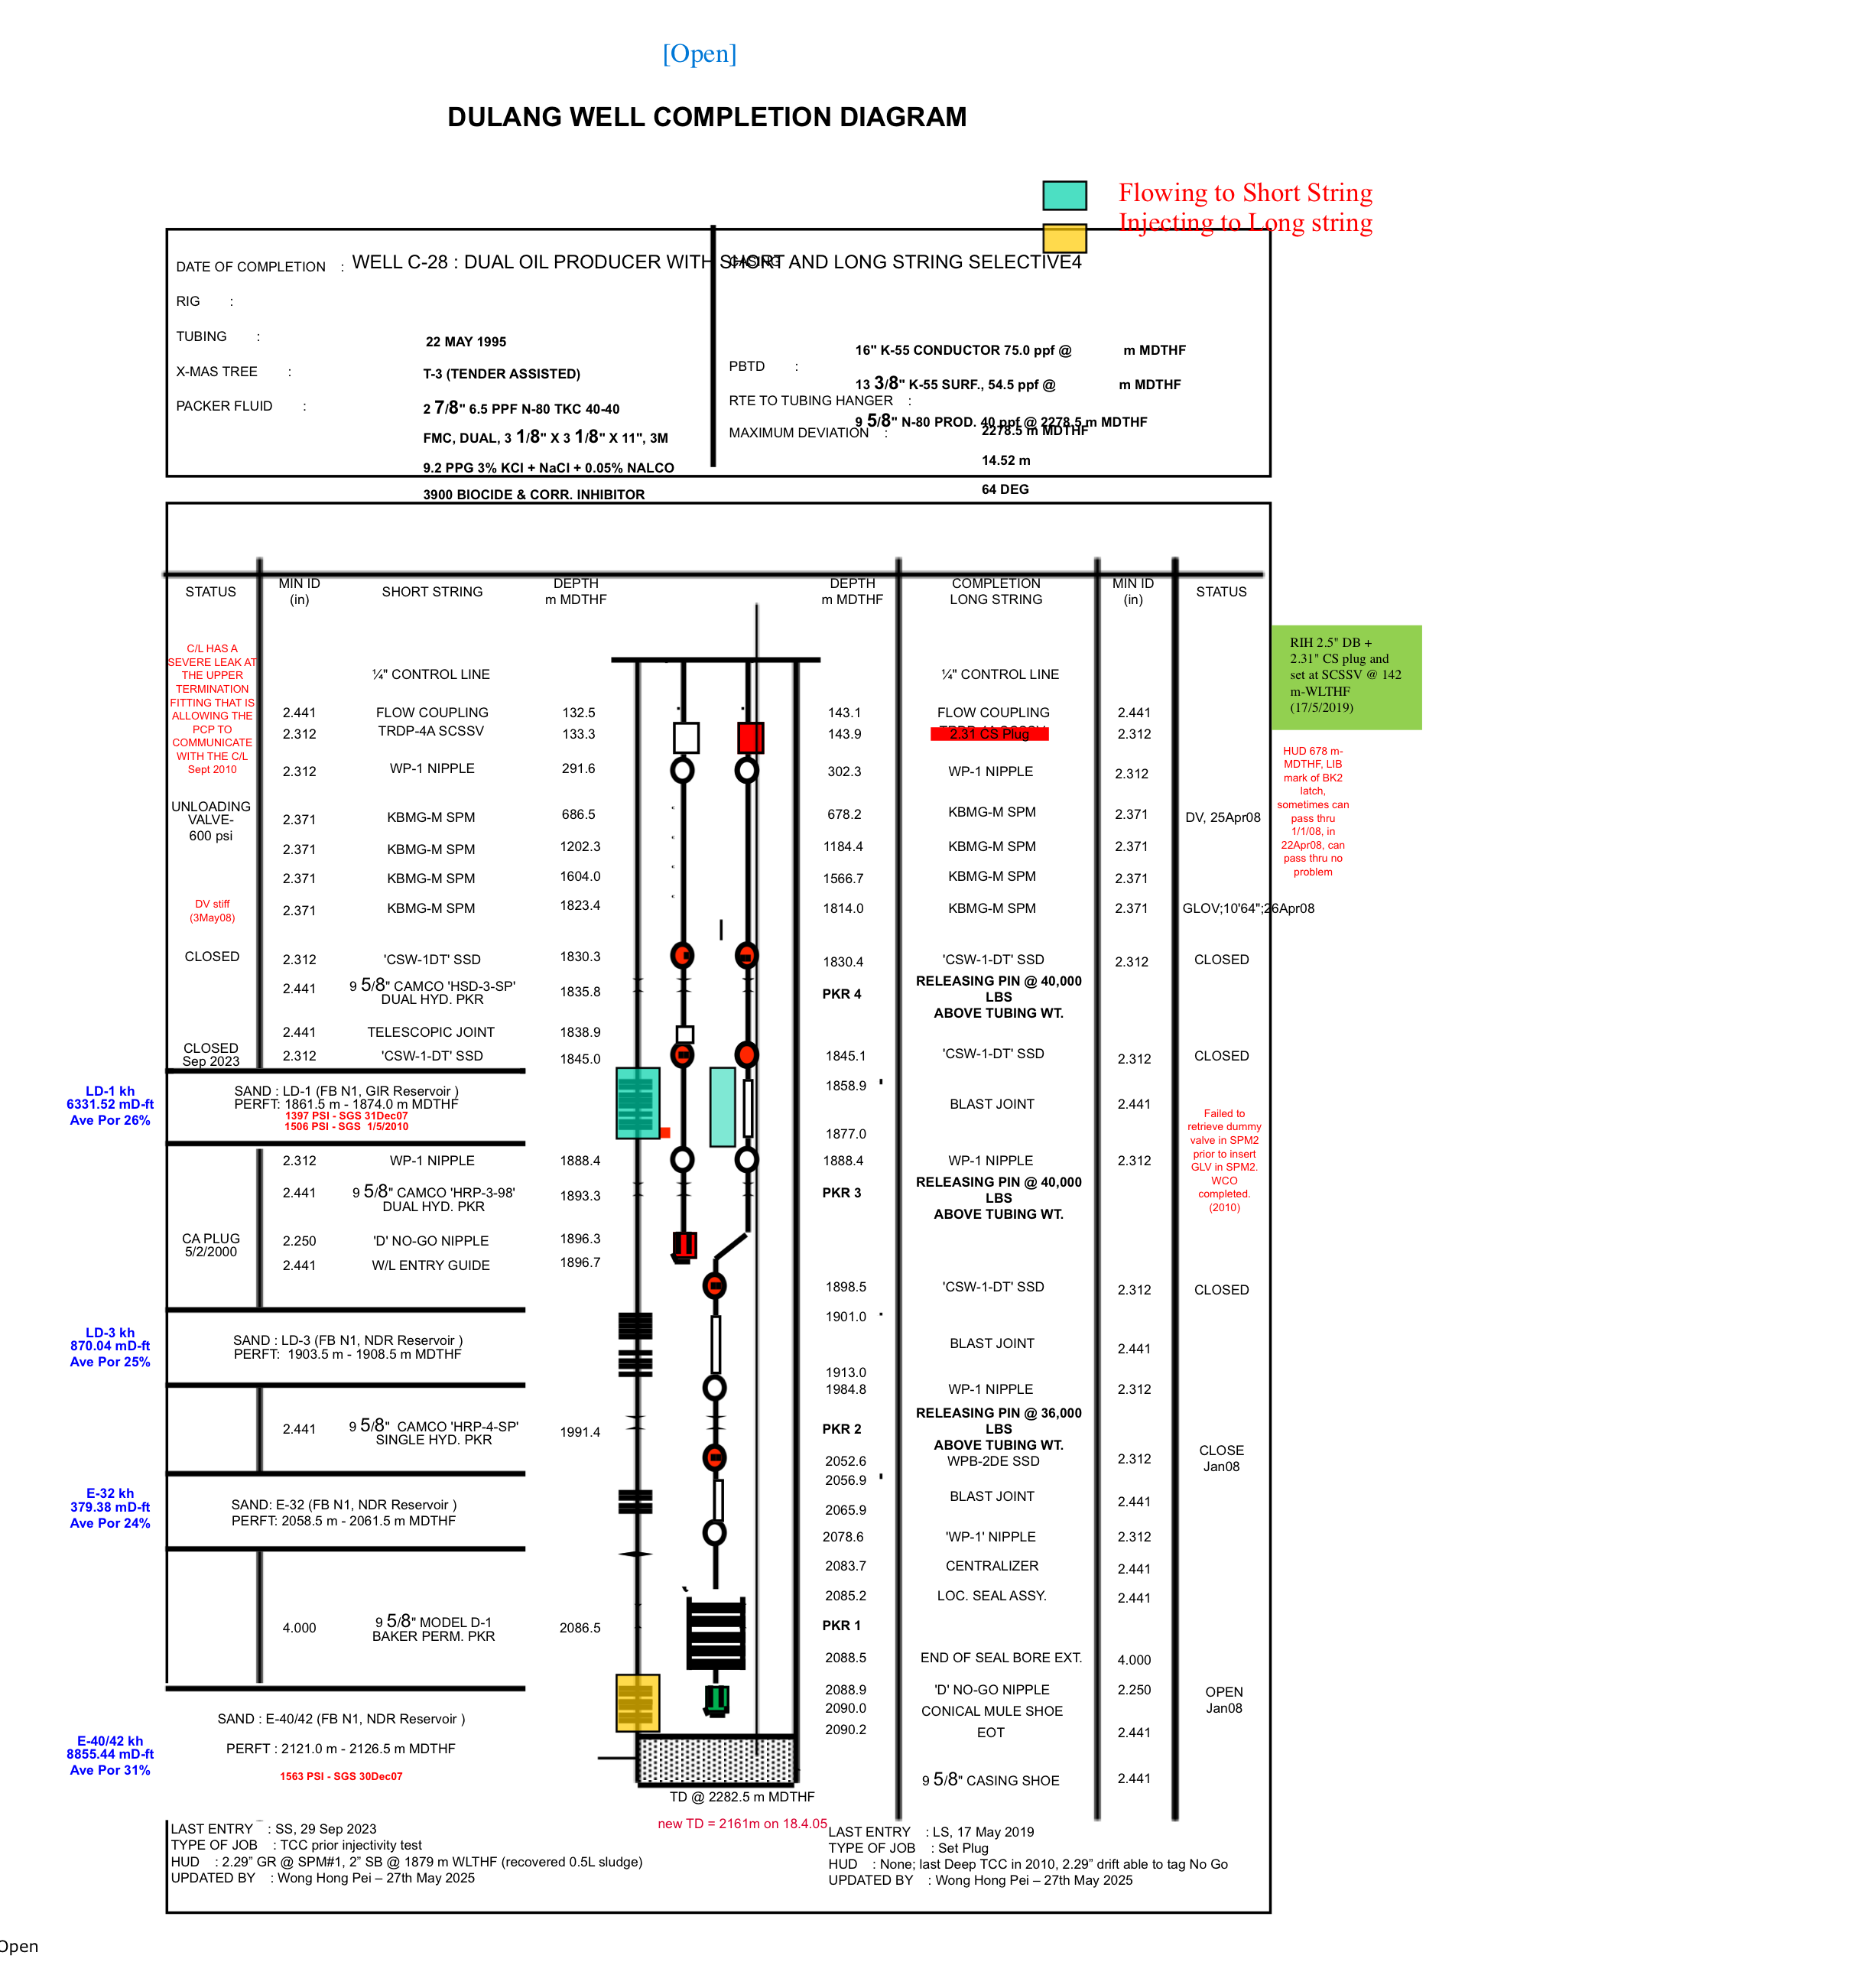 [Open]
DULANG WELL COMPLETION DIAGRAM
Flowing to Short String
Injecting to Long string
WELL C-28 : DUAL OIL PRODUCER WITH SHORT AND LONG STRING SELECTIVE4
DATE OF COMPLETION :
RIG :
TUBING :
X-MAS TREE :
PACKER FLUID :
22 MAY 1995
T-3 (TENDER ASSISTED)
2 7/8" 6.5 PPF N-80 TKC 40-40
FMC, DUAL, 3 1/8" X 3 1/8" X 11", 3M
9.2 PPG 3% KCl + NaCl + 0.05% NALCO
3900 BIOCIDE & CORR. INHIBITOR
CASING
PBTD :
RTE TO TUBING HANGER :
MAXIMUM DEVIATION :
16" K-55 CONDUCTOR 75.0 ppf @ m MDTHF
13 3/8" K-55 SURF., 54.5 ppf @ m MDTHF
9 5/8" N-80 PROD. 40 ppf @ 2278.5 m MDTHF
2278.5 m MDTHF
14.52 m
64 DEG
STATUS
MIN ID
(in)
SHORT STRING
DEPTH
m MDTHF
DEPTH
m MDTHF
COMPLETION
LONG STRING
MIN ID
(in)
STATUS
C/L HAS A
SEVERE LEAK AT
THE UPPER
TERMINATION
FITTING THAT IS
ALLOWING THE
PCP TO
COMMUNICATE
WITH THE C/L
Sept 2010
¼" CONTROL LINE
¼" CONTROL LINE
RIH 2.5" DB +
2.31" CS plug and
set at SCSSV @ 142
m-WLTHF
(17/5/2019)
2.441 FLOW COUPLING 132.5
143.1 FLOW COUPLING 2.441
2.312 TRDP-4A SCSSV 133.3
TRDP-4A SCSSV
143.9 2.31 CS Plug 2.312
2.312 WP-1 NIPPLE 291.6
302.3 WP-1 NIPPLE 2.312
HUD 678 m-
MDTHF, LIB
mark of BK2
latch,
sometimes can
pass thru
1/1/08, in
22Apr08, can
pass thru no
problem
UNLOADING
VALVE-
600 psi
2.371 KBMG-M SPM 686.5
678.2 KBMG-M SPM 2.371 DV, 25Apr08
2.371 KBMG-M SPM 1202.3
1184.4 KBMG-M SPM 2.371
2.371 KBMG-M SPM 1604.0
1566.7 KBMG-M SPM 2.371
DV stiff
(3May08)
2.371 KBMG-M SPM 1823.4
1814.0 KBMG-M SPM 2.371 GLOV;10'64";26Apr08
CLOSED 2.312 'CSW-1DT' SSD 1830.3
1830.4 'CSW-1-DT' SSD 2.312 CLOSED
2.441 9 5/8" CAMCO 'HSD-3-SP'
DUAL HYD. PKR
1835.8
PKR 4
RELEASING PIN @ 40,000
LBS
ABOVE TUBING WT.
2.441 TELESCOPIC JOINT 1838.9
CLOSED
Sep 2023
2.312 'CSW-1-DT' SSD 1845.0
1845.1 'CSW-1-DT' SSD 2.312 CLOSED
LD-1 kh
6331.52 mD-ft
Ave Por 26%
SAND : LD-1 (FB N1, GIR Reservoir )
PERFT: 1861.5 m - 1874.0 m MDTHF
1397 PSI - SGS 31Dec07
1506 PSI - SGS 1/5/2010
1858.9
BLAST JOINT 2.441
1877.0
Failed to
retrieve dummy
valve in SPM2
prior to insert
GLV in SPM2.
WCO
completed.
(2010)
2.312 WP-1 NIPPLE 1888.4
1888.4 WP-1 NIPPLE 2.312
2.441 9 5/8" CAMCO 'HRP-3-98'
DUAL HYD. PKR
1893.3
PKR 3
RELEASING PIN @ 40,000
LBS
ABOVE TUBING WT.
CA PLUG
5/2/2000
2.250 'D' NO-GO NIPPLE 1896.3
2.441 W/L ENTRY GUIDE 1896.7
1898.5 'CSW-1-DT' SSD 2.312 CLOSED
LD-3 kh
870.04 mD-ft
Ave Por 25%
SAND : LD-3 (FB N1, NDR Reservoir )
PERFT: 1903.5 m - 1908.5 m MDTHF
1901.0
BLAST JOINT 2.441
1913.0
1984.8 WP-1 NIPPLE 2.312
2.441 9 5/8" CAMCO 'HRP-4-SP'
SINGLE HYD. PKR
1991.4
PKR 2
RELEASING PIN @ 36,000
LBS
ABOVE TUBING WT.
2052.6 WPB-2DE SSD 2.312
CLOSE
Jan08
E-32 kh
379.38 mD-ft
Ave Por 24%
SAND: E-32 (FB N1, NDR Reservoir )
PERFT: 2058.5 m - 2061.5 m MDTHF
2056.9
BLAST JOINT 2.441
2065.9
2078.6 'WP-1' NIPPLE 2.312
2083.7 CENTRALIZER 2.441
2085.2 LOC. SEAL ASSY. 2.441
4.000 9 5/8" MODEL D-1
BAKER PERM. PKR
2086.5
PKR 1
2088.5 END OF SEAL BORE EXT. 4.000
2088.9 'D' NO-GO NIPPLE 2.250
OPEN
Jan08
2090.0 CONICAL MULE SHOE
2090.2 EOT 2.441
E-40/42 kh
8855.44 mD-ft
Ave Por 31%
SAND : E-40/42 (FB N1, NDR Reservoir )
PERFT : 2121.0 m - 2126.5 m MDTHF
1563 PSI - SGS 30Dec07
9 5/8" CASING SHOE 2.441
TD @ 2282.5 m MDTHF
new TD = 2161m on 18.4.05
LAST ENTRY : SS, 29 Sep 2023
TYPE OF JOB : TCC prior injectivity test
HUD : 2.29” GR @ SPM#1, 2” SB @ 1879 m WLTHF (recovered 0.5L sludge)
UPDATED BY : Wong Hong Pei – 27th May 2025
LAST ENTRY : LS, 17 May 2019
TYPE OF JOB : Set Plug
HUD : None; last Deep TCC in 2010, 2.29” drift able to tag No Go
UPDATED BY : Wong Hong Pei – 27th May 2025
Open